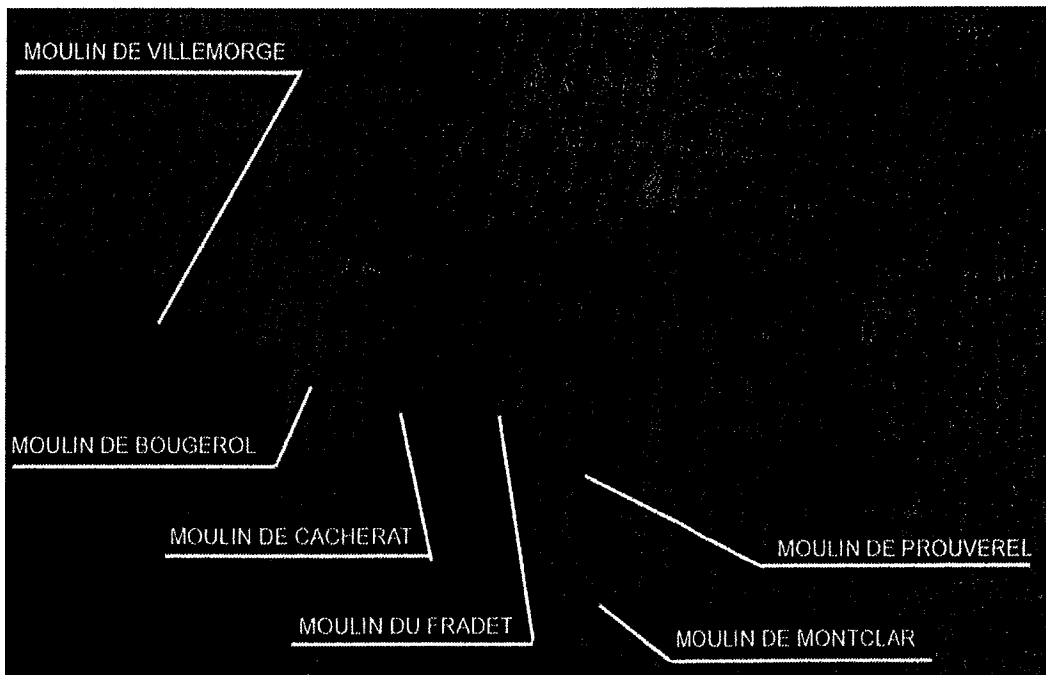 MOULIN DE VILLEMORGE
MOULIN DE BOUGEROL
MOULIN DE CACHERAT
MOULIN DE PROUVEREL
MOULIN DU FRADET
MOULIN DE MONTCLAR